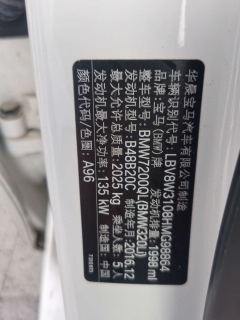 华晨宝马汽车有限公司制造
品牌：宝马(BMW)牌
车辆识别代号：LBV8W3108HMG98864
整车型号：BMW7200QL(BMW320Li)
发动机型号：B48B20C 发动机排量：1998 ml
最大允许总质量：2025 kg 制造年月：2016.12
发动机最大净功率：135 kW 乘坐人数：5 人
颜色代码/色圈：A96 制造国：中国